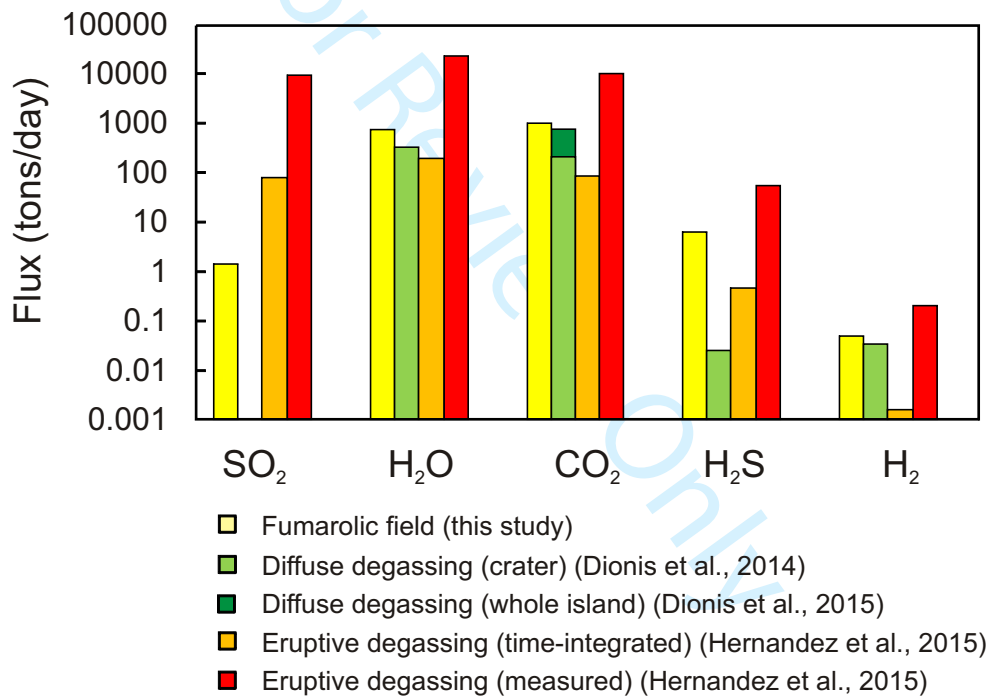 100000
10000
1000
100
10
1
0.1
0.01
0.001
Flux (tons/day)
SO₂
H₂O
CO₂
H₂S
H₂
Fumarolic field (this study)
Diffuse degassing (crater) (Dionis et al., 2014)
Diffuse degassing (whole island) (Dionis et al., 2015)
Eruptive degassing (time-integrated) (Hernandez et al., 2015)
Eruptive degassing (measured) (Hernandez et al., 2015)
Only